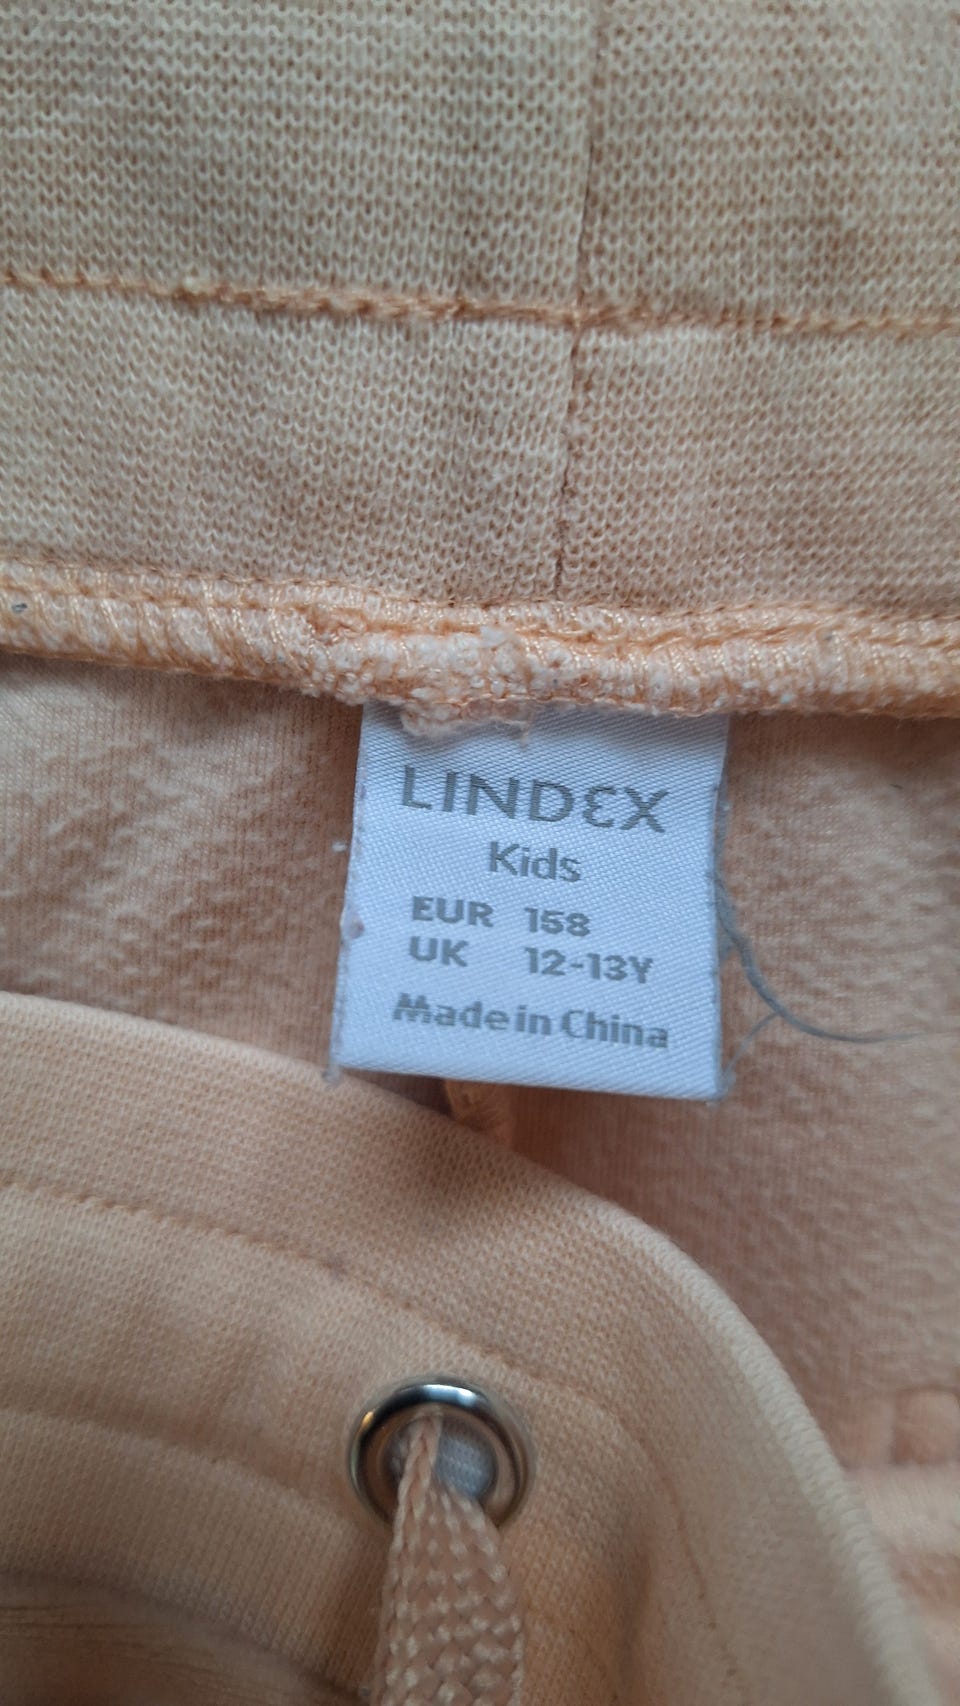 LINDEX
Kids
EUR 158
UK 12-13Y
Made in China